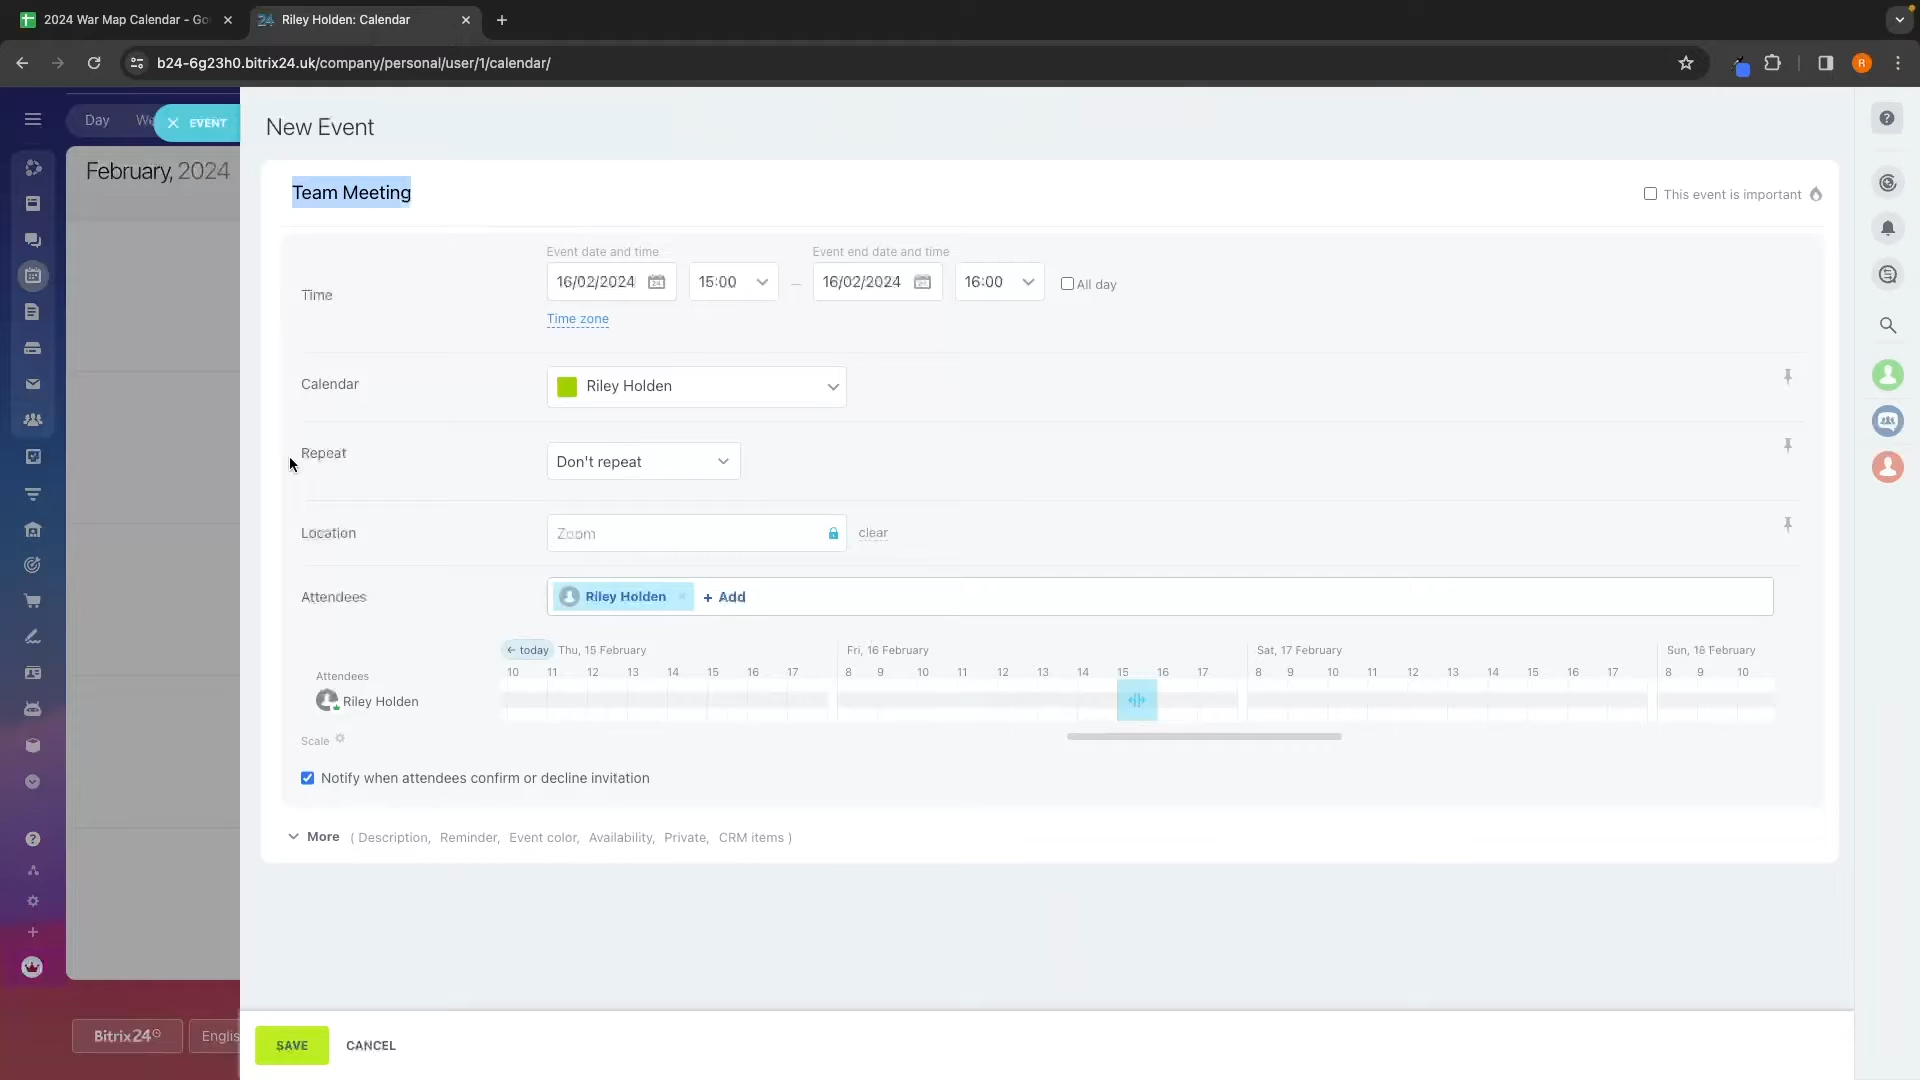 2024 War Map Calendar - Go
24 Riley Holden: Calendar
b24-6g23h0.bitrix24.uk/company/personal/user/1/calendar/
R
Day We EVENT
February, 2024
New Event
Team Meeting
This event is important
Event date and time Event end date and time
Time 16/02/2024 15:00 – 16/02/2024 16:00 All day
Time zone
Calendar Riley Holden
Repeat Don't repeat
Location Zoom clear
Attendees Riley Holden × + Add
← today Thu, 15 February Fri, 16 February Sat, 17 February Sun, 18 February
10 11 12 13 14 15 16 17 8 9 10 11 12 13 14 15 16 17 8 9 10 11 12 13 14 15 16 17 8 9 10
Attendees
Riley Holden
Scale
Notify when attendees confirm or decline invitation
More ( Description, Reminder, Event color, Availability, Private, CRM items )
Bitrix24 Englis
SAVE CANCEL